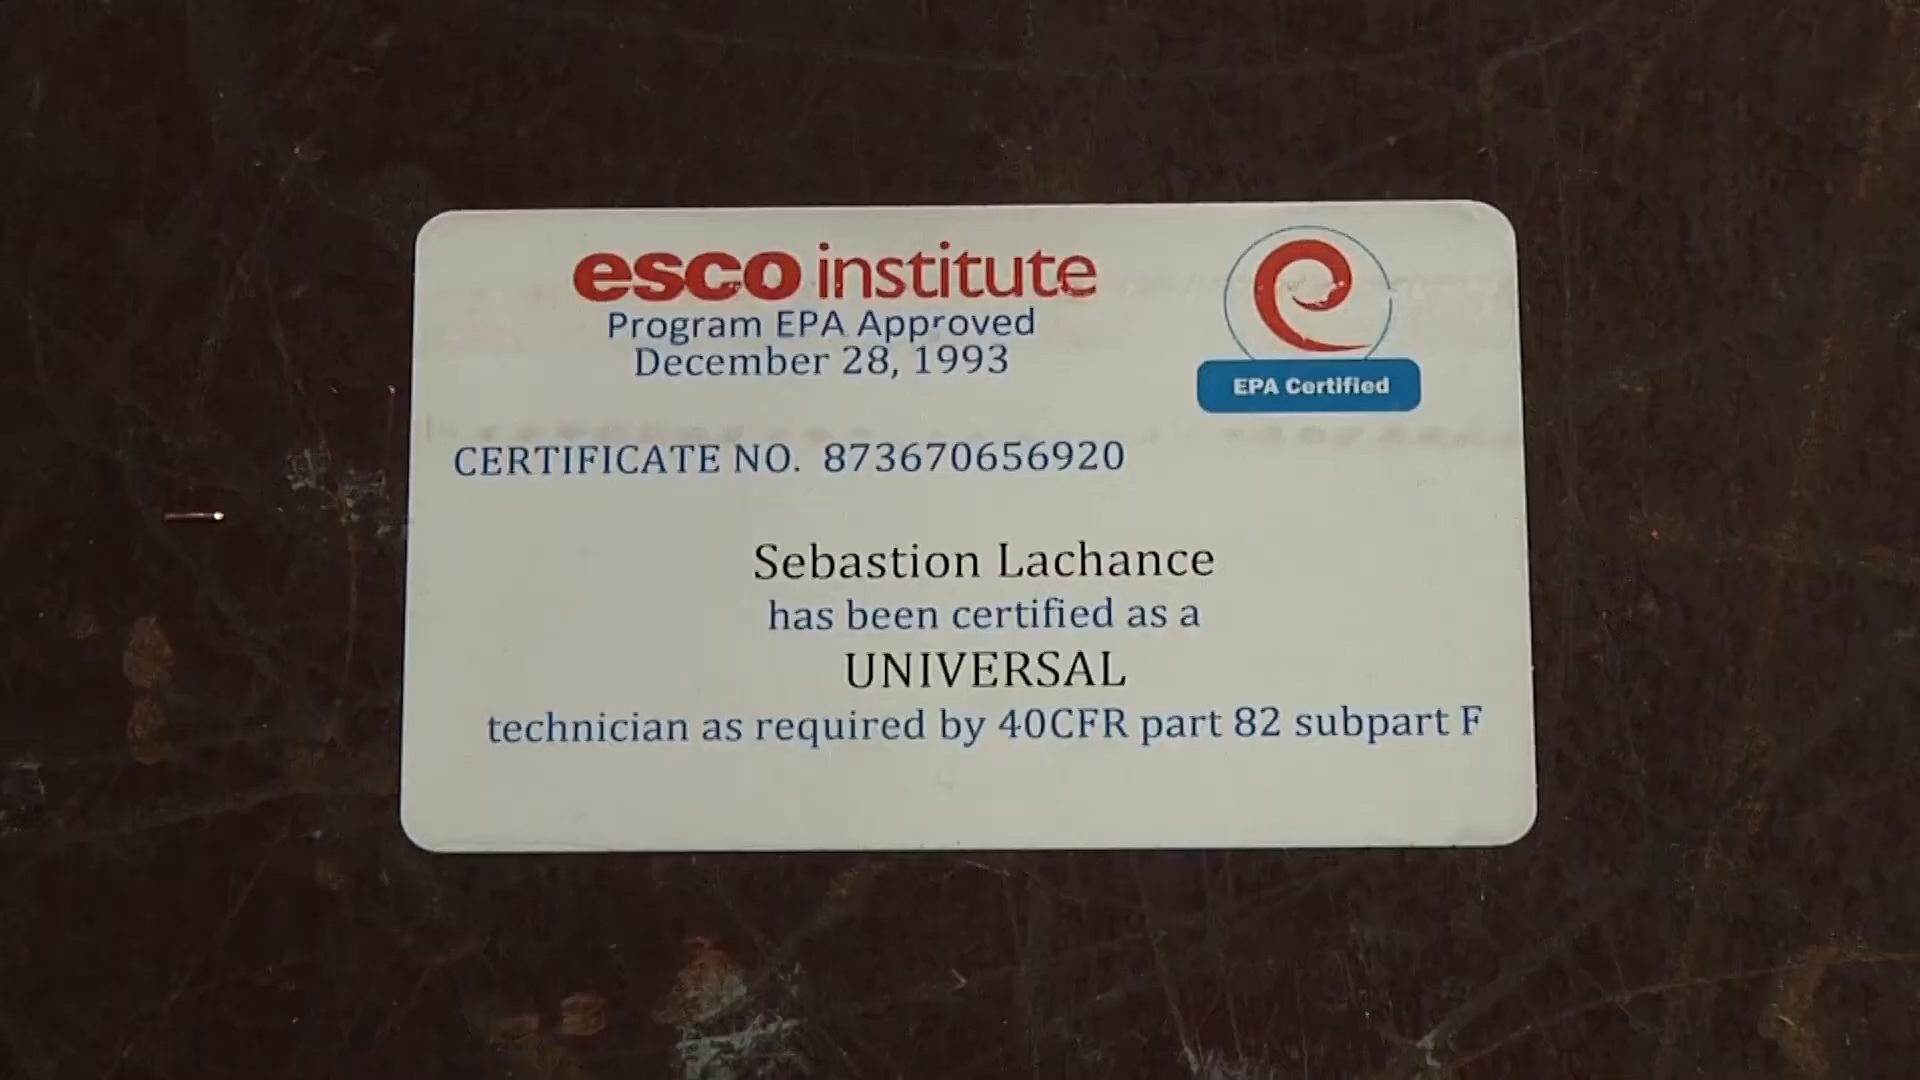 esco institute
Program EPA Approved
December 28, 1993
EPA Certified
CERTIFICATE NO. 873670656920
Sebastion Lachance
has been certified as a
UNIVERSAL
technician as required by 40CFR part 82 subpart F